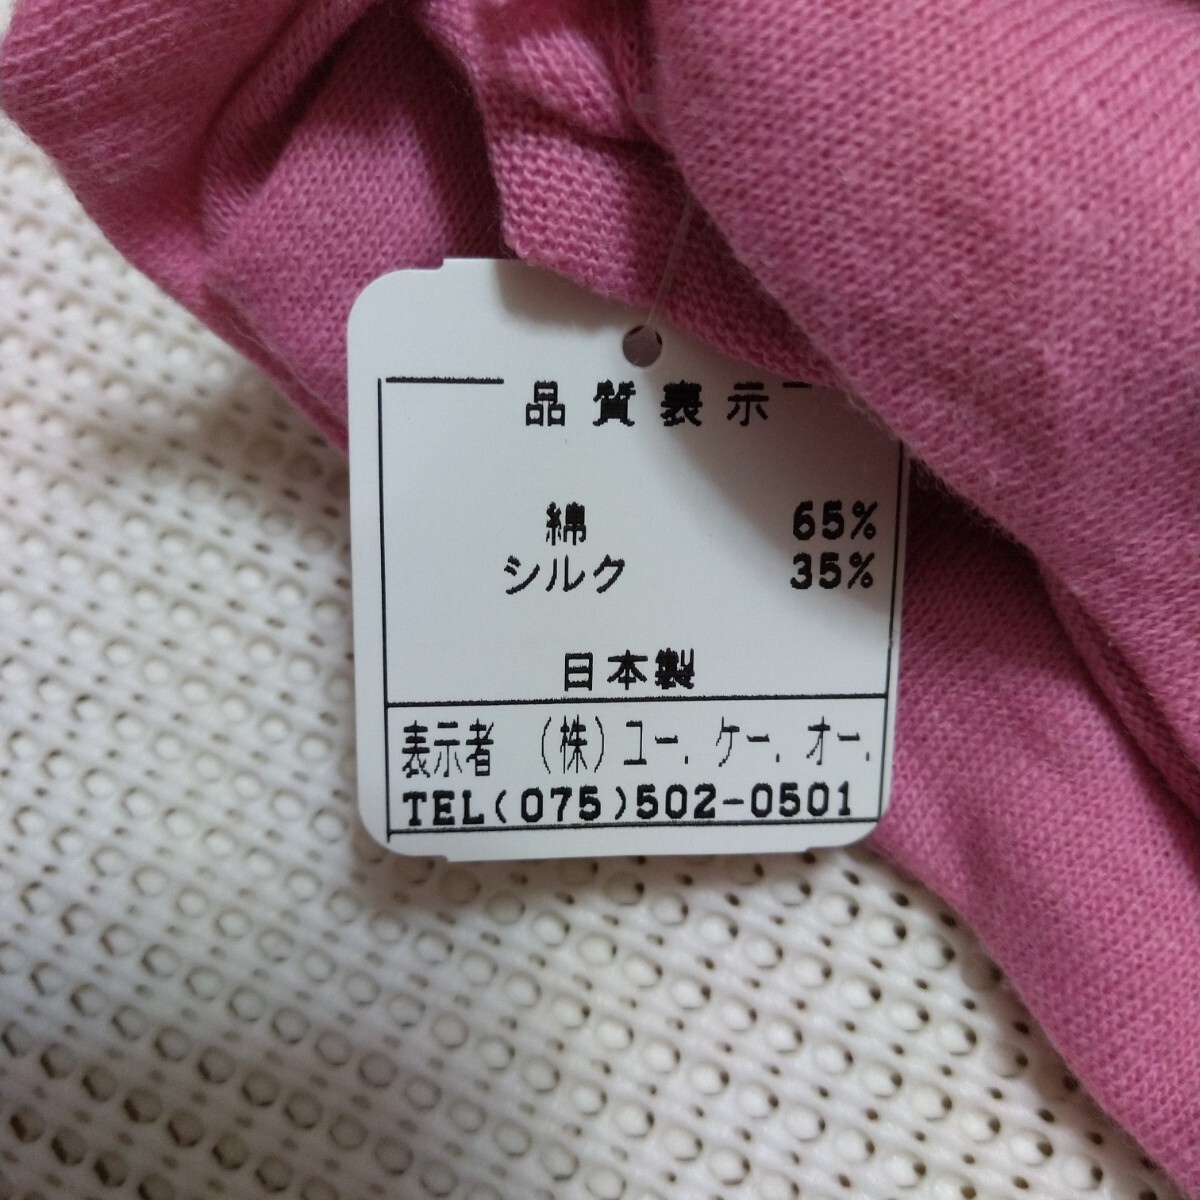 品質表示
綿 65%
シルク 35%
日本製
表示者 (株)ユー.ケー.オー.
TEL(075)502-0501